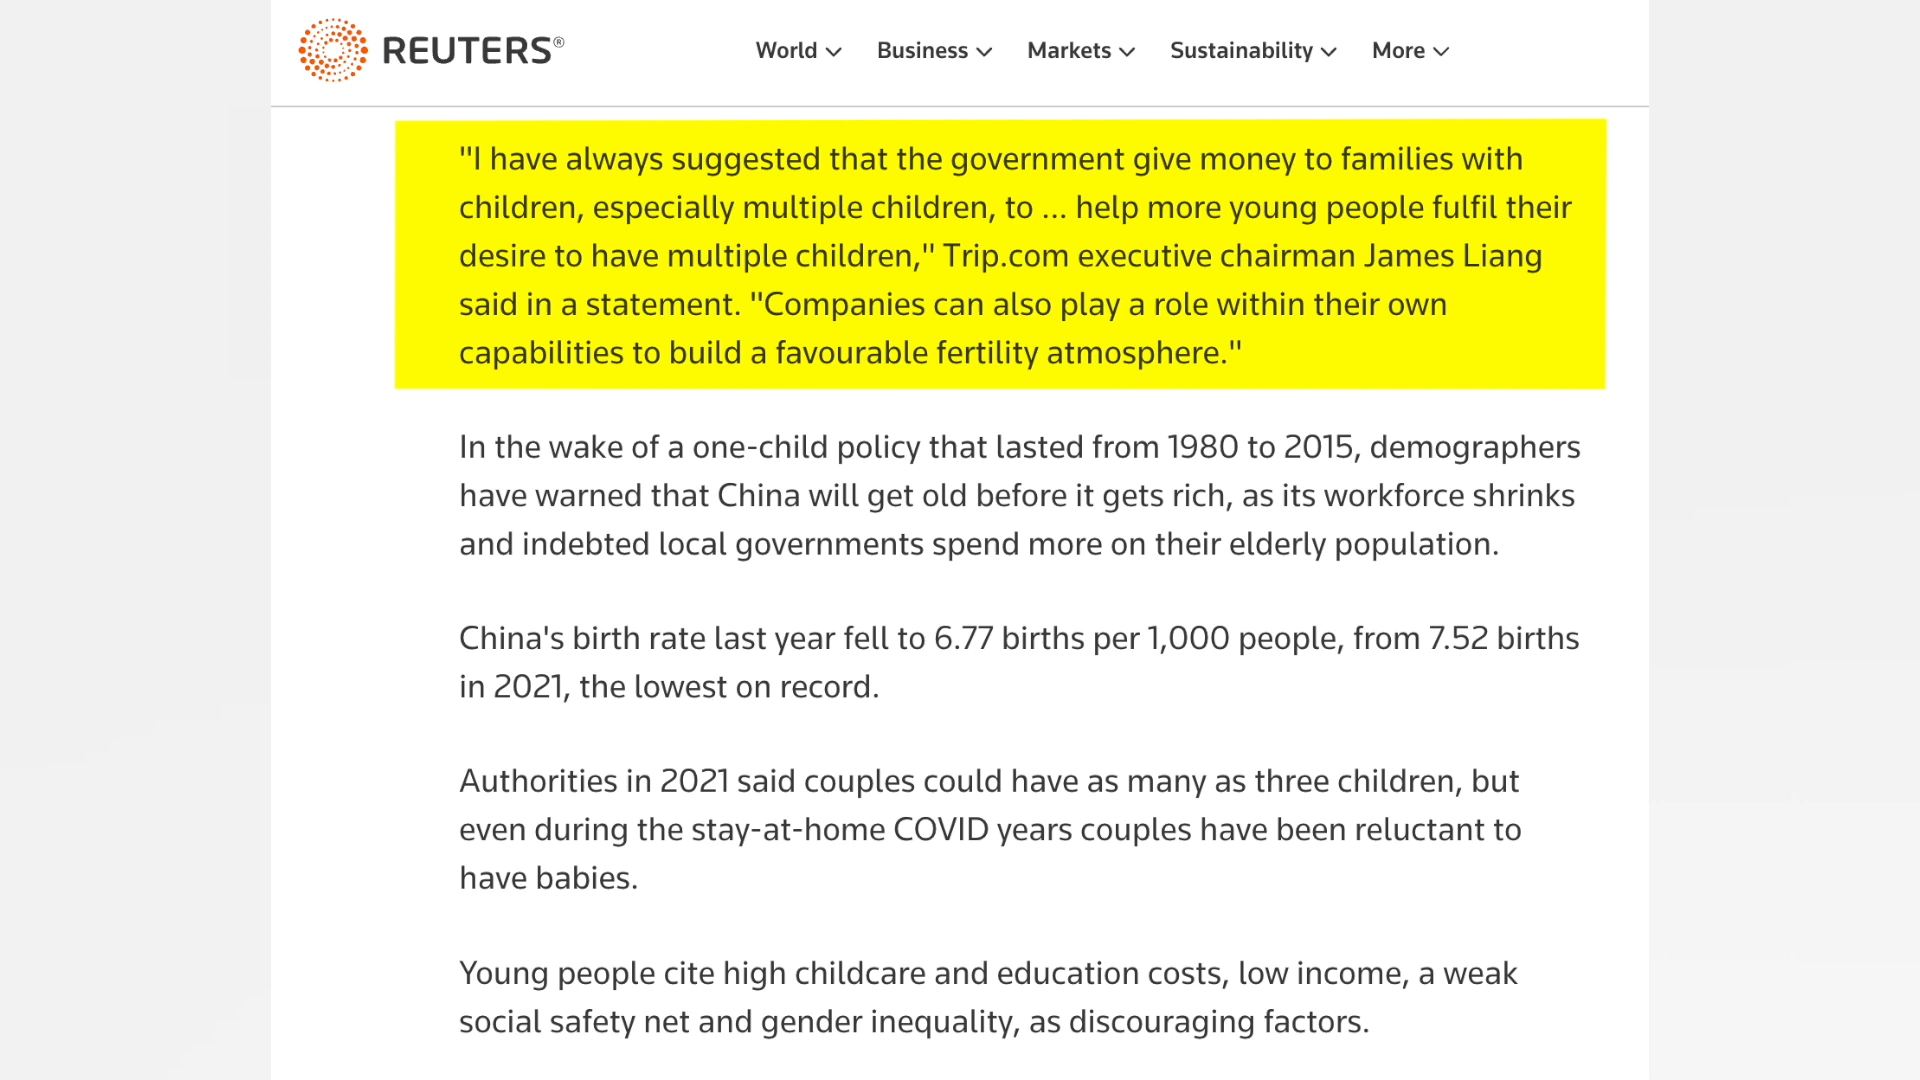 REUTERS®
World Business Markets Sustainability More
"I have always suggested that the government give money to families with
children, especially multiple children, to ... help more young people fulfil their
desire to have multiple children," Trip.com executive chairman James Liang
said in a statement. "Companies can also play a role within their own
capabilities to build a favourable fertility atmosphere."
In the wake of a one-child policy that lasted from 1980 to 2015, demographers
have warned that China will get old before it gets rich, as its workforce shrinks
and indebted local governments spend more on their elderly population.
China's birth rate last year fell to 6.77 births per 1,000 people, from 7.52 births
in 2021, the lowest on record.
Authorities in 2021 said couples could have as many as three children, but
even during the stay-at-home COVID years couples have been reluctant to
have babies.
Young people cite high childcare and education costs, low income, a weak
social safety net and gender inequality, as discouraging factors.